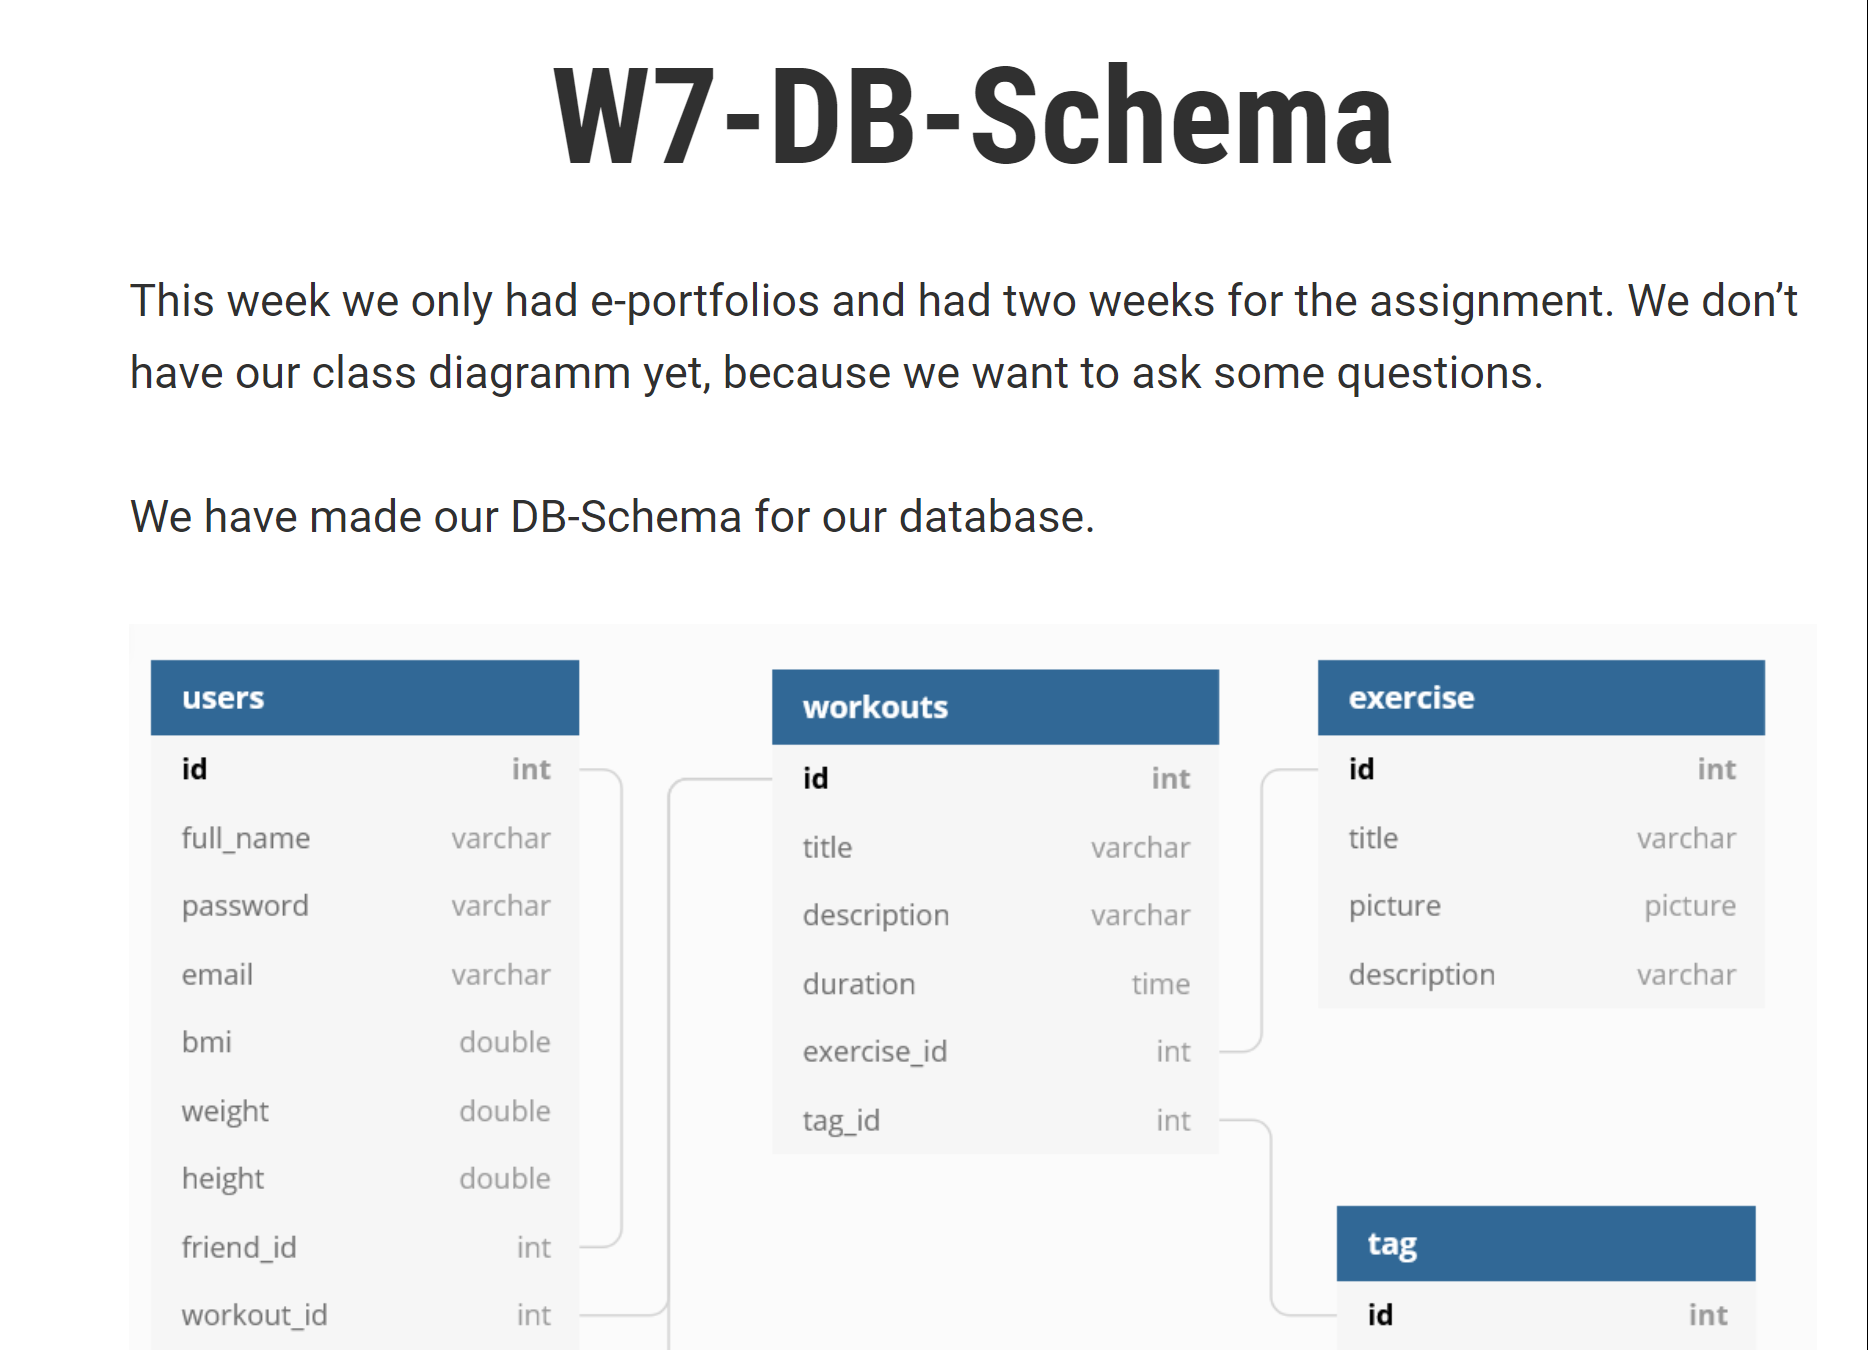 W7-DB-Schema
This week we only had e-portfolios and had two weeks for the assignment. We don’t
have our class diagramm yet, because we want to ask some questions.
We have made our DB-Schema for our database.
users
id int
full_name varchar
password varchar
email varchar
bmi double
weight double
height double
friend_id int
workout_id int
workouts
id int
title varchar
description varchar
duration time
exercise_id int
tag_id int
exercise
id int
title varchar
picture picture
description varchar
tag
id int